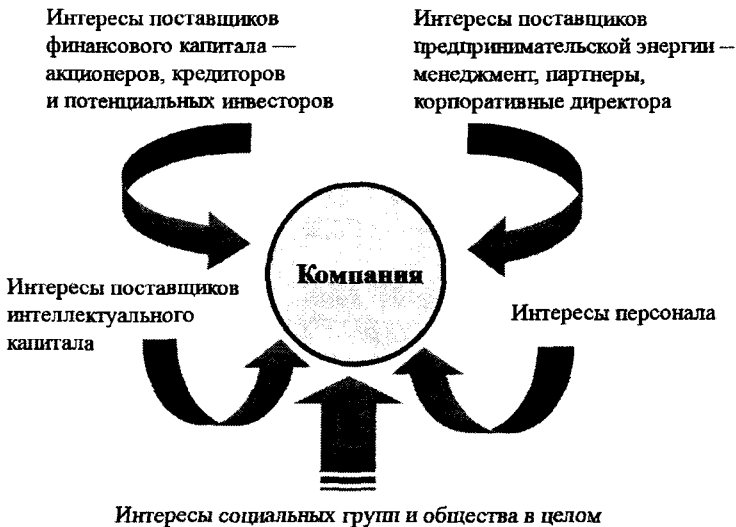 Интересы поставщиков
финансового капитала —
акционеров, кредиторов
и потенциальных инвесторов
Интересы поставщиков
предпринимательской энергии –
менеджмент, партнеры,
корпоративные директора
Компания
Интересы поставщиков
интеллектуального
капитала
Интересы персонала
Интересы социальных групп и общества в целом